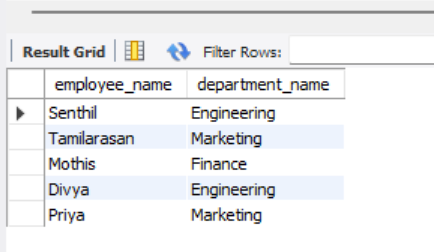 Result Grid Filter Rows:
employee_name department_name
Senthil Engineering
Tamilarasan Marketing
Mothis Finance
Divya Engineering
Priya Marketing